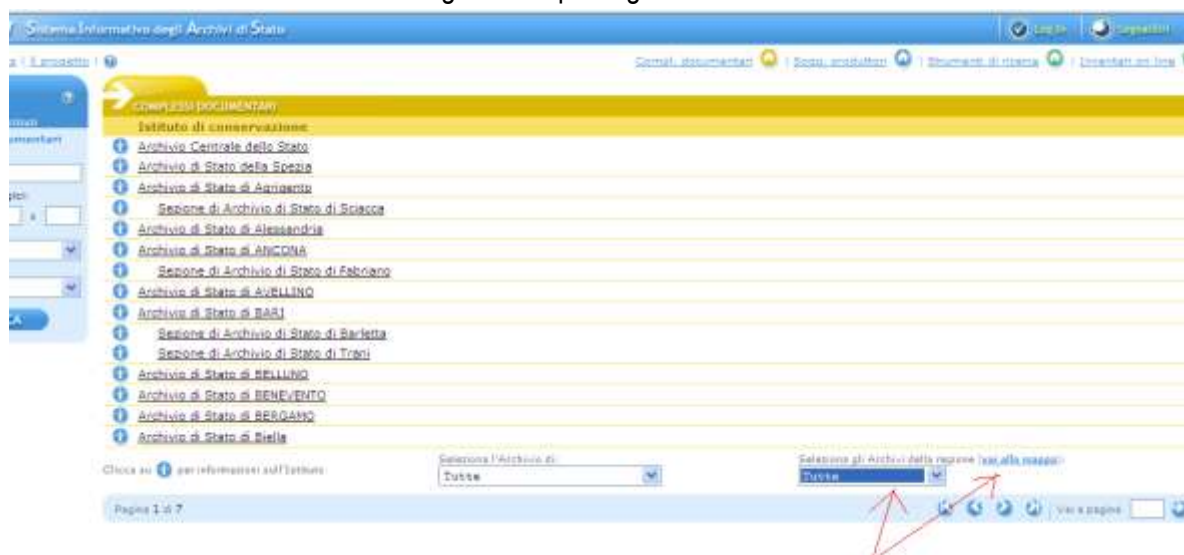 Sistema Informativo degli Archivi di Stato
Log in
Il progetto
Compl. documentari | Sogg. produttori | Strumenti di ricerca | Inventari on line
COMPLESSI DOCUMENTARI
Istituto di conservazione
Archivio Centrale dello Stato
Archivio di Stato della Spezia
Archivio di Stato di Agrigento
Sezione di Archivio di Stato di Sciacca
Archivio di Stato di Alessandria
Archivio di Stato di ANCONA
Sezione di Archivio di Stato di Fabriano
Archivio di Stato di AVELLINO
Archivio di Stato di BARI
Sezione di Archivio di Stato di Barletta
Sezione di Archivio di Stato di Trani
Archivio di Stato di BELLUNO
Archivio di Stato di BENEVENTO
Archivio di Stato di BERGAMO
Archivio di Stato di Biella
a
Clicca su i per informazioni sull'Istituto
Seleziona l'Archivio di:
Tutte
Seleziona gli Archivi della regione (vai alla mappa):
Tutte
Pagina 1 di 7
vai a pagina